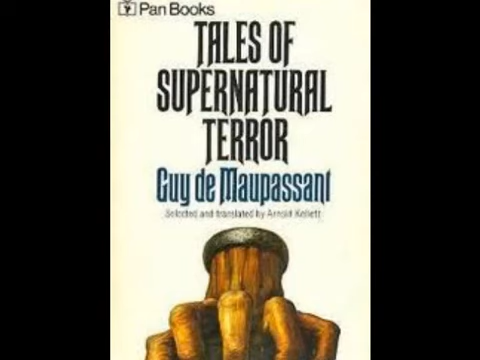 Pan Books
TALES OF
SUPERNATURAL
TERROR
Guy de Maupassant
Selected and translated by Arnold Kellett